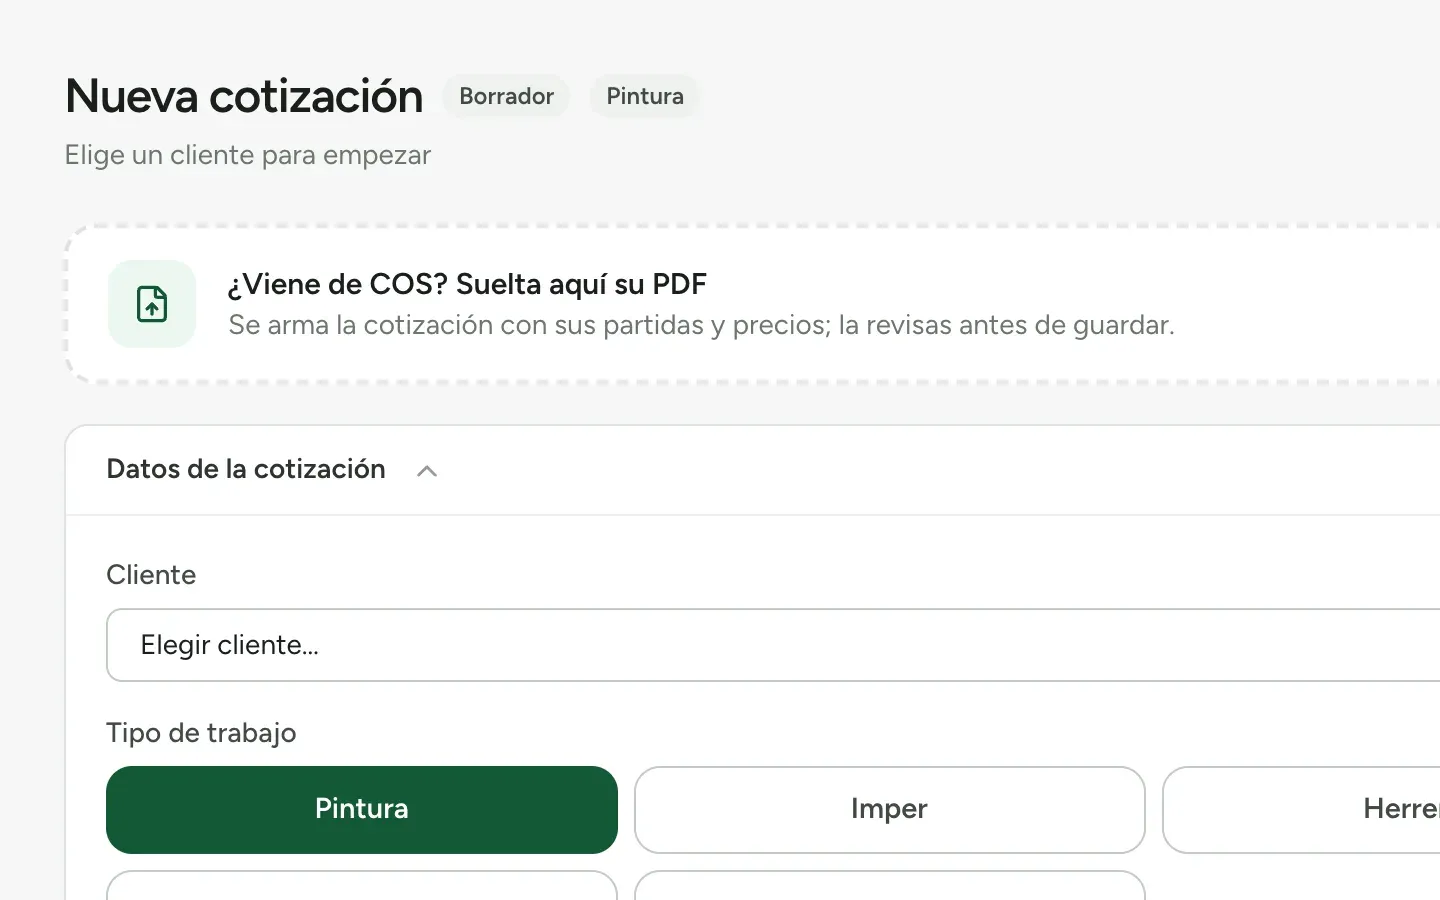 Nueva cotización Borrador Pintura
Elige un cliente para empezar
¿Viene de COS? Suelta aquí su PDF
Se arma la cotización con sus partidas y precios; la revisas antes de guardar.
Datos de la cotización
Cliente
Elegir cliente...
Tipo de trabajo
Pintura Imper